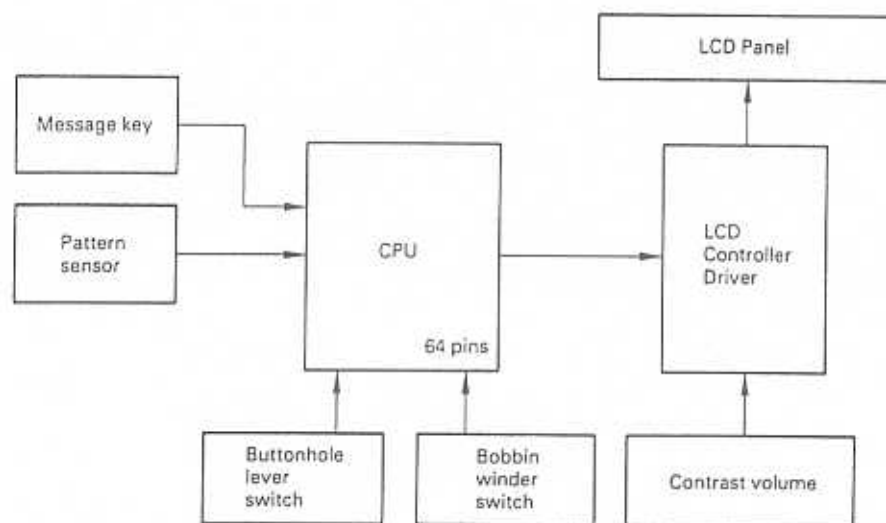 LCD Panel
Message key
Pattern
sensor
CPU
64 pins
LCD
Controller
Driver
Buttonhole
lever
switch
Bobbin
winder
switch
Contrast volume